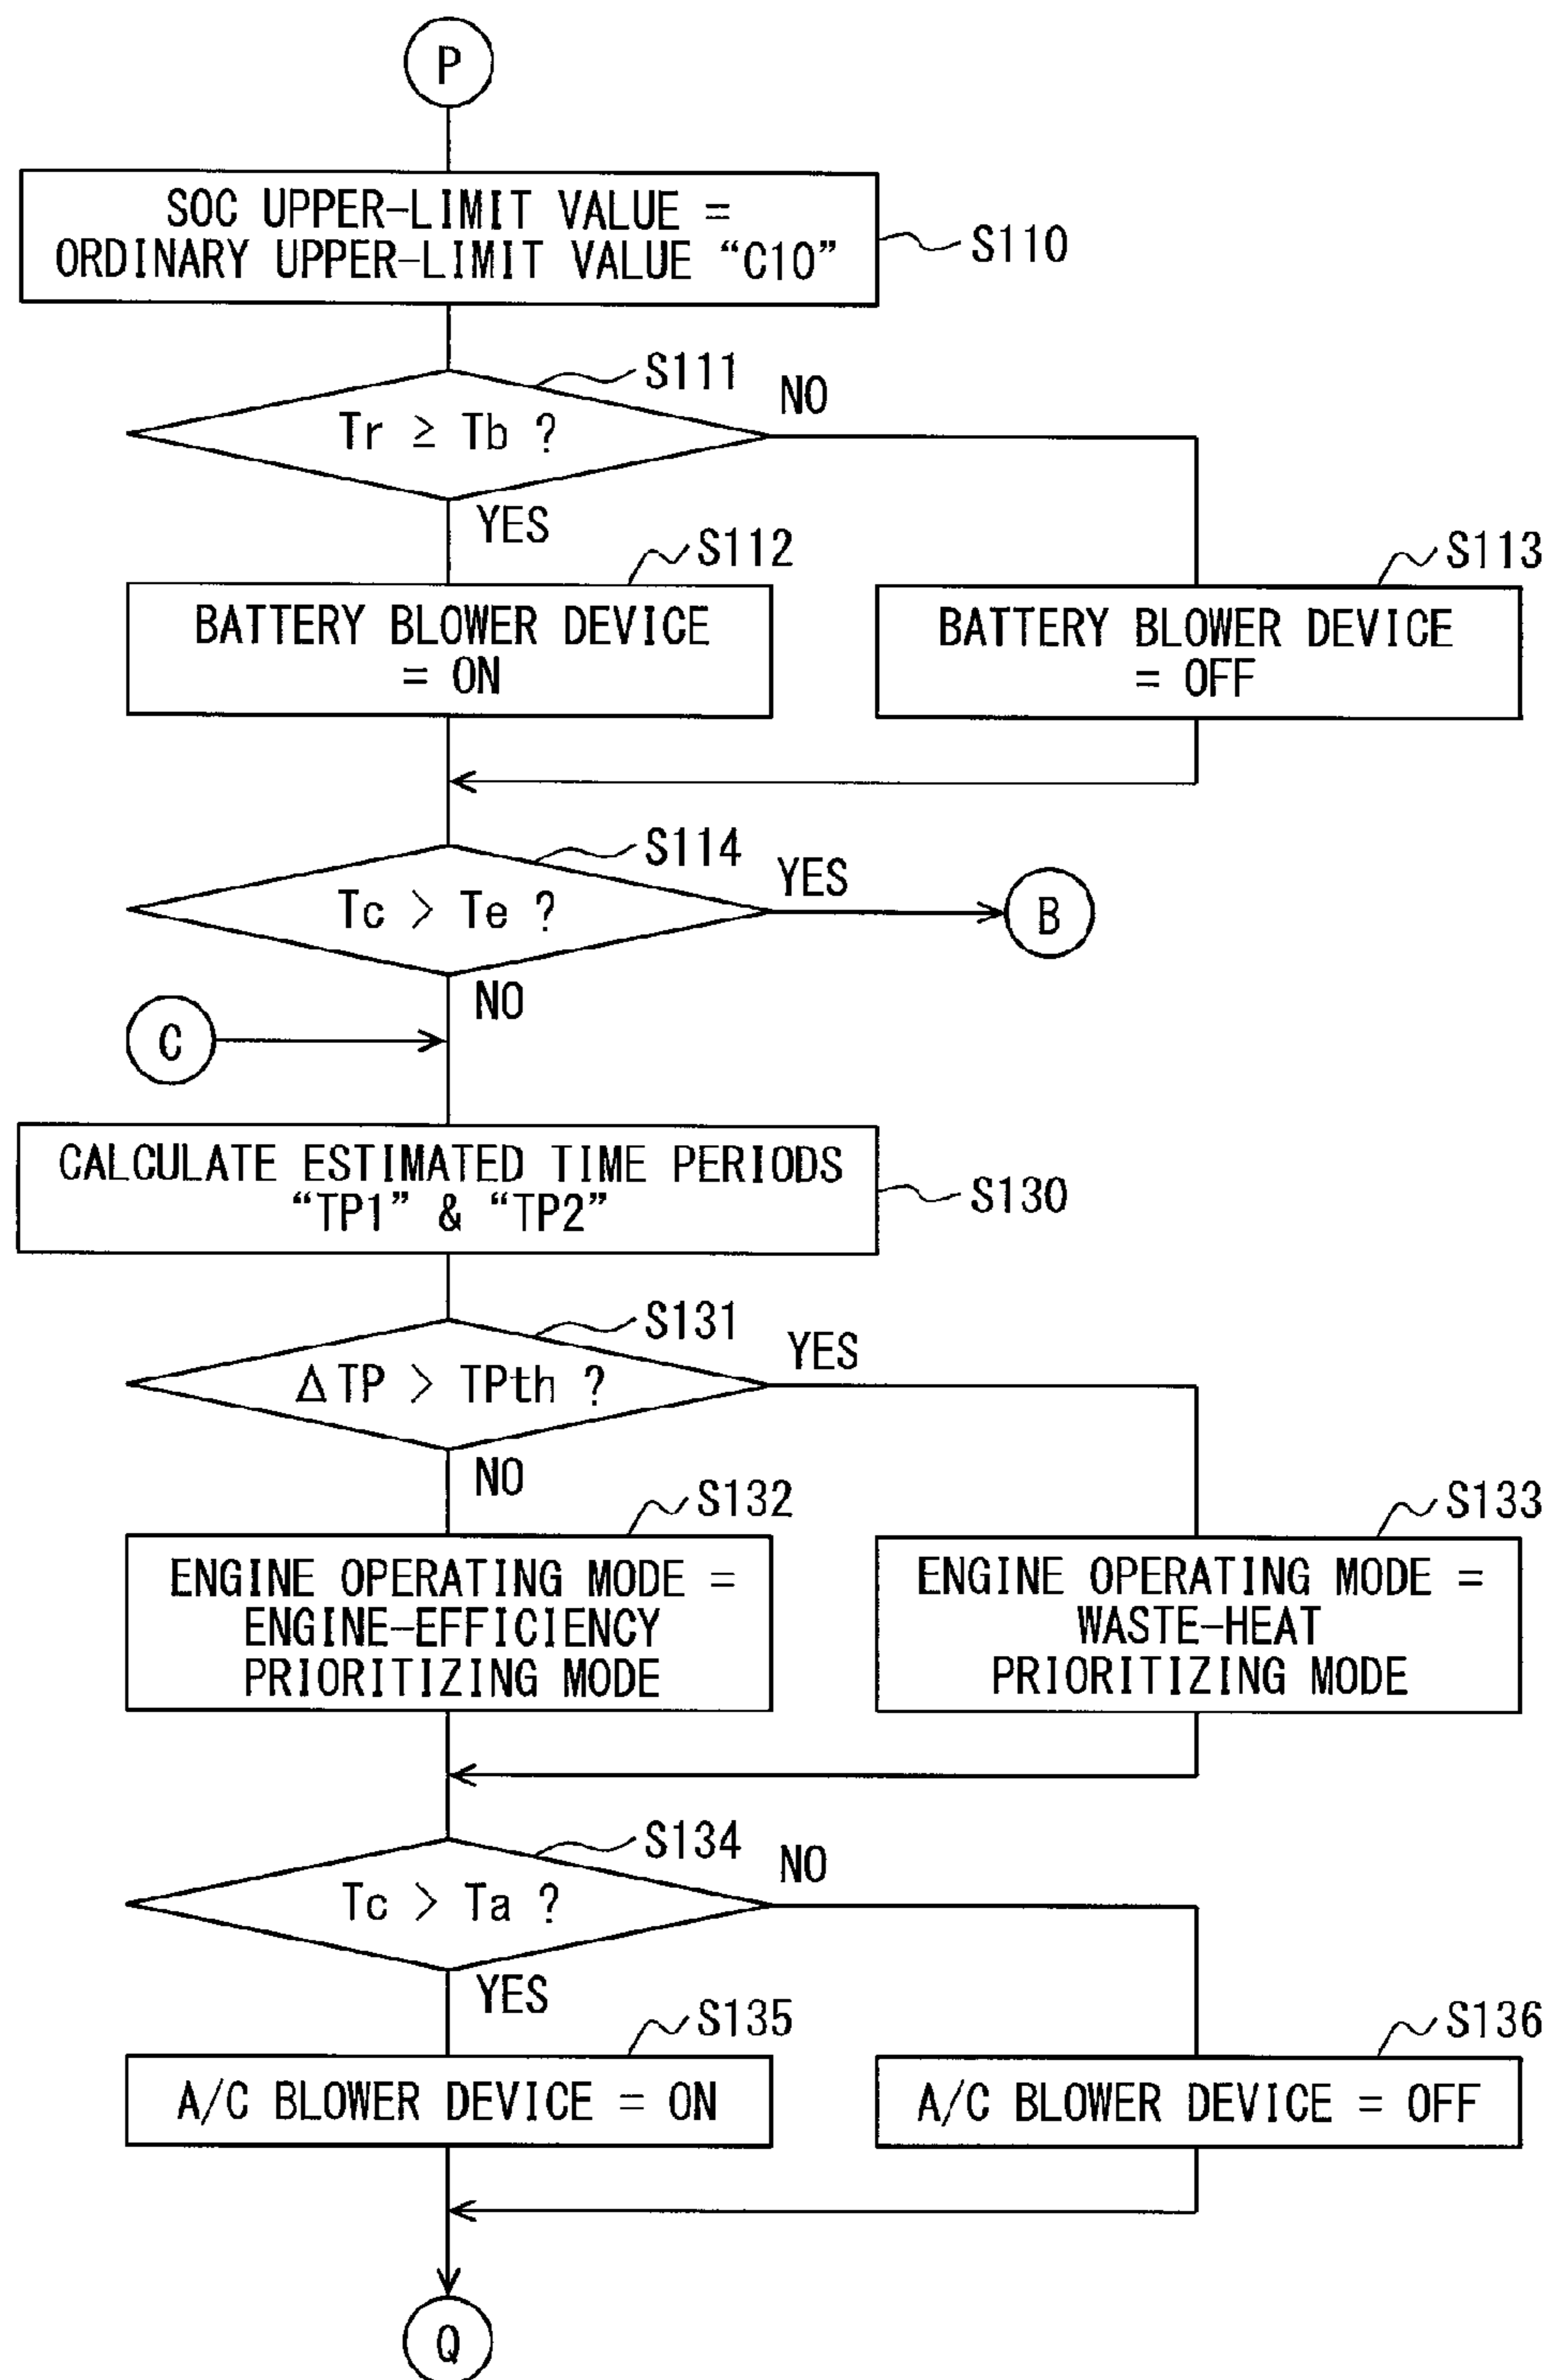 P
SOC UPPER-LIMIT VALUE =
ORDINARY UPPER-LIMIT VALUE “C10”
S110
S111
Tr ≥ Tb ?
NO
YES
S112
BATTERY BLOWER DEVICE
= ON
S113
BATTERY BLOWER DEVICE
= OFF
S114
Tc > Te ?
YES
B
NO
C
CALCULATE ESTIMATED TIME PERIODS
“TP1” & “TP2”
S130
S131
ΔTP > TPth ?
YES
NO
S132
ENGINE OPERATING MODE =
ENGINE-EFFICIENCY
PRIORITIZING MODE
S133
ENGINE OPERATING MODE =
WASTE-HEAT
PRIORITIZING MODE
S134
Tc > Ta ?
NO
YES
S135
A/C BLOWER DEVICE = ON
S136
A/C BLOWER DEVICE = OFF
Q